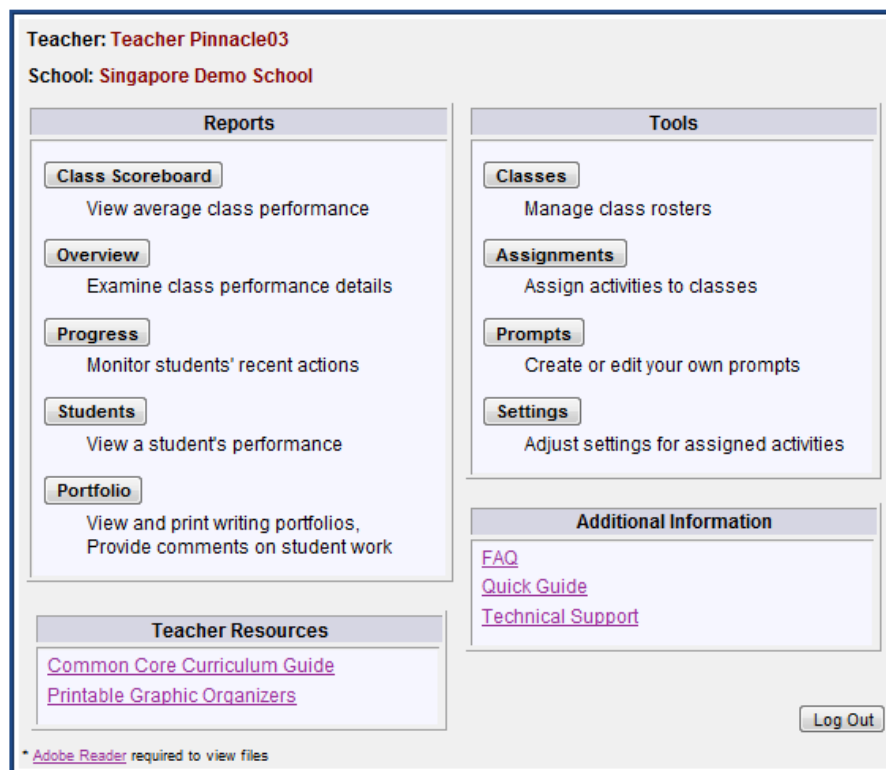 Teacher: Teacher Pinnacle03
School: Singapore Demo School
Reports
Class Scoreboard
View average class performance
Overview
Examine class performance details
Progress
Monitor students' recent actions
Students
View a student's performance
Portfolio
View and print writing portfolios,
Provide comments on student work
Teacher Resources
Common Core Curriculum Guide
Printable Graphic Organizers
* Adobe Reader required to view files
Tools
Classes
Manage class rosters
Assignments
Assign activities to classes
Prompts
Create or edit your own prompts
Settings
Adjust settings for assigned activities
Additional Information
FAQ
Quick Guide
Technical Support
Log Out